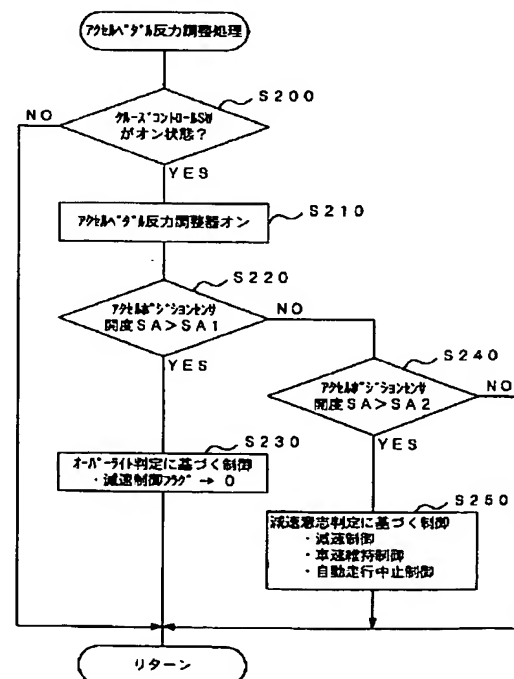 アクセルペダル反力調整処理
S200
NO
クルーズコントロールSW
がオン状態?
YES
S210
アクセルペダル反力調整器オン
S220
アクセルポジションセンサ
開度SA>SA1
NO
YES
S240
アクセルポジションセンサ
開度SA>SA2
NO
YES
S230
オーバーライト判定に基づく制御
・減速制御フラグ → 0
S250
減速意志判定に基づく制御
・減速制御
・車速維持制御
・自動走行中止制御
リターン